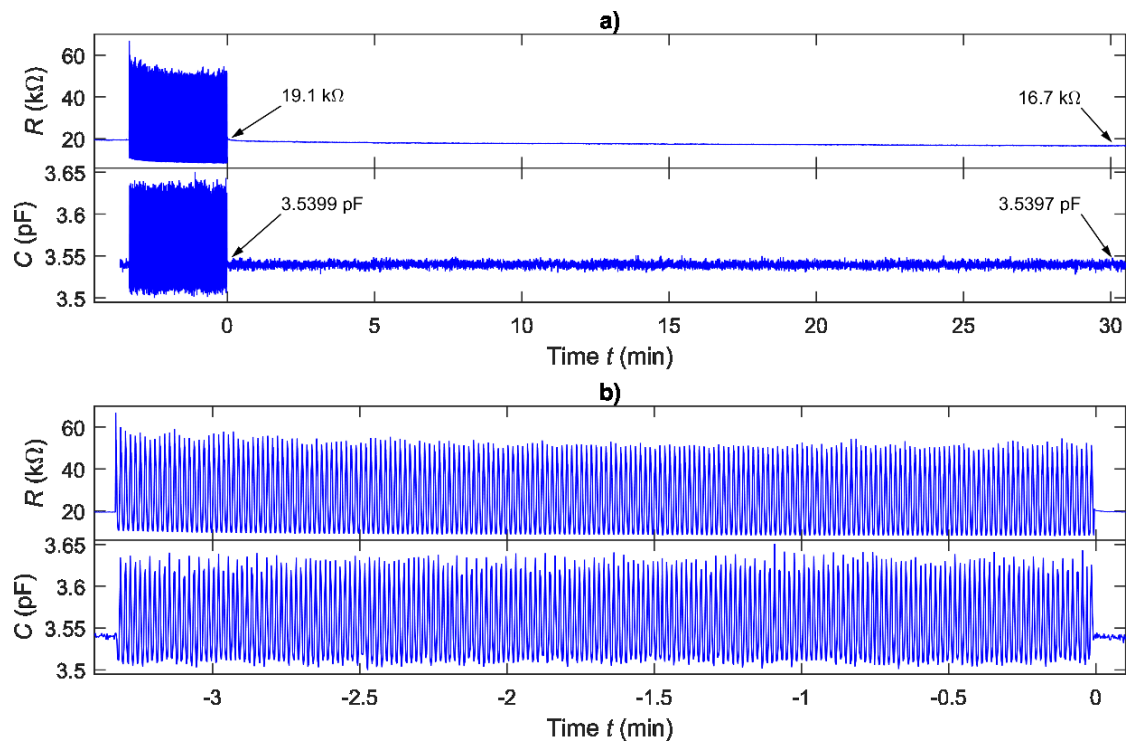 a)
60
40
20
R (kΩ)
19.1 kΩ
16.7 kΩ
3.65
3.6
3.55
3.5
C (pF)
3.5399 pF
3.5397 pF
0
5
10
15
20
25
30
Time t (min)
b)
60
40
20
R (kΩ)
3.65
3.6
3.55
3.5
C (pF)
-3
-2.5
-2
-1.5
-1
-0.5
0
Time t (min)